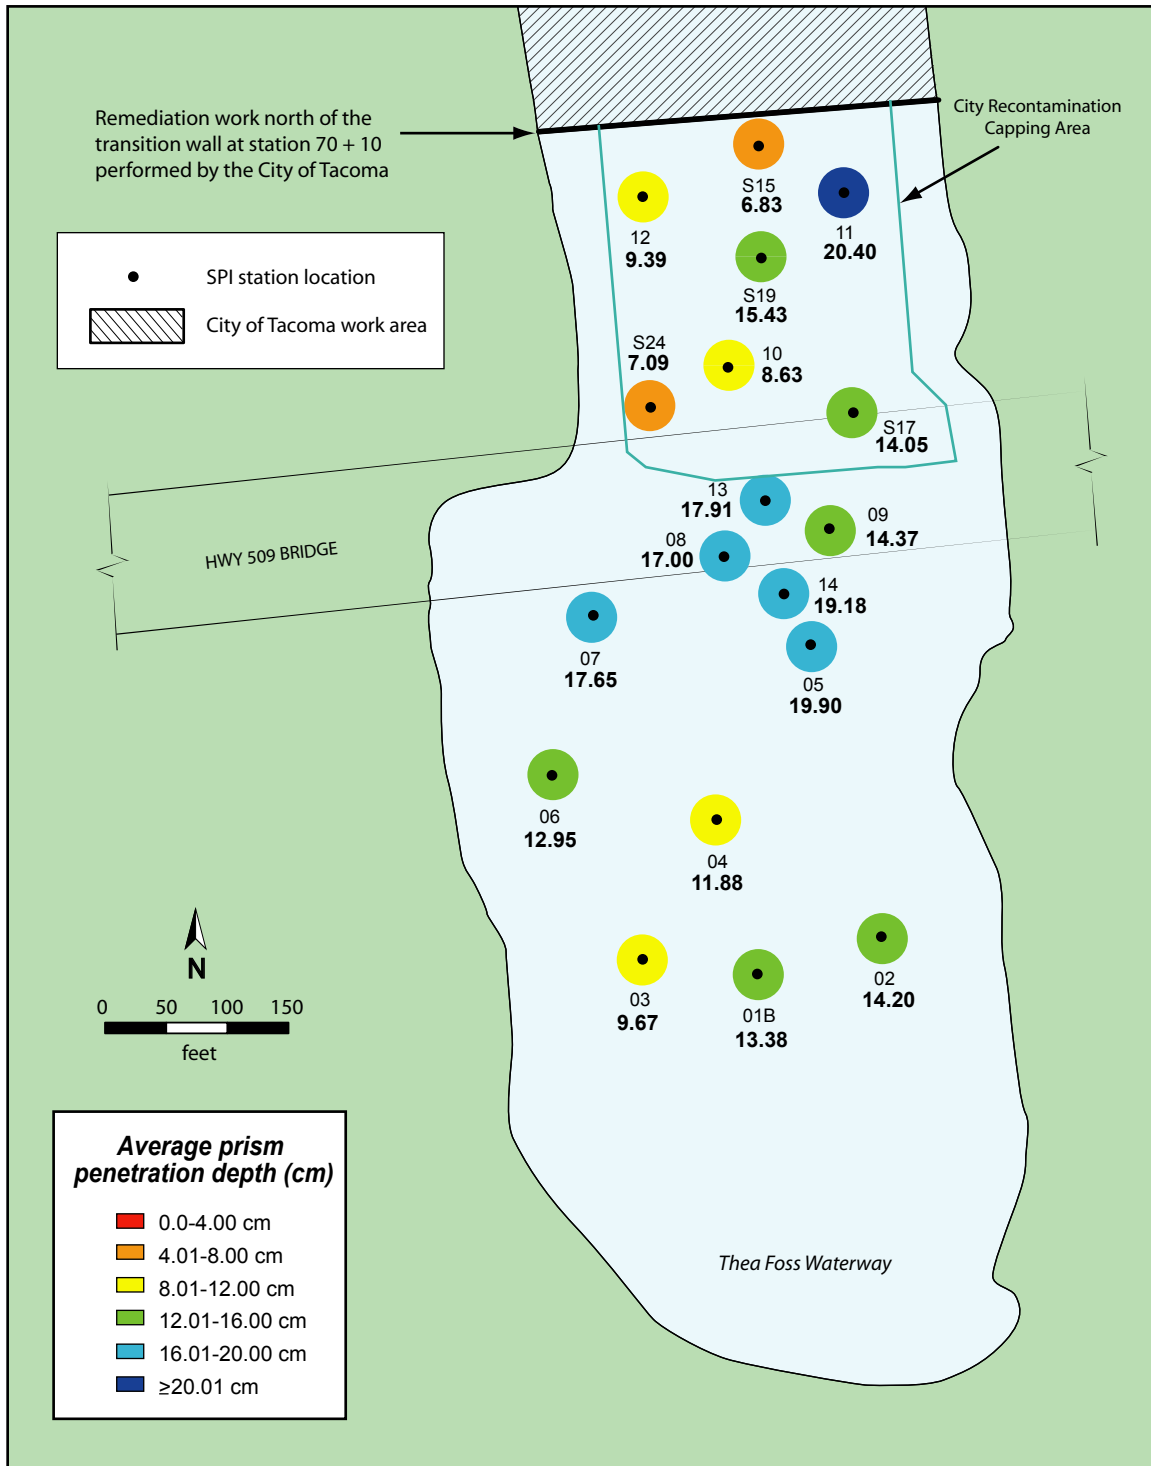 Remediation work north of the
transition wall at station 70 + 10
performed by the City of Tacoma
City Recontamination
Capping Area
SPI station location
City of Tacoma work area
S15
6.83
12
9.39
11
20.40
S19
15.43
S24
7.09
10
8.63
S17
14.05
13
17.91
09
14.37
08
17.00
HWY 509 BRIDGE
14
19.18
07
17.65
05
19.90
06
12.95
04
11.88
03
9.67
01B
13.38
02
14.20
N
0 50 100 150
feet
Average prism
penetration depth (cm)
0.0-4.00 cm
4.01-8.00 cm
8.01-12.00 cm
12.01-16.00 cm
16.01-20.00 cm
≥20.01 cm
Thea Foss Waterway